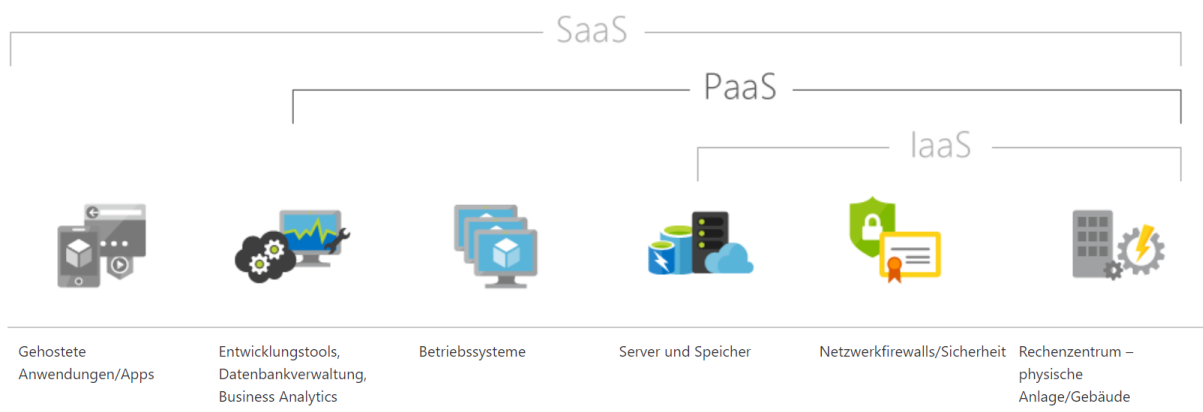 SaaS
PaaS
IaaS
Gehostete
Anwendungen/Apps
Entwicklungstools,
Datenbankverwaltung,
Business Analytics
Betriebssysteme
Server und Speicher
Netzwerkfirewalls/Sicherheit
Rechenzentrum –
physische
Anlage/Gebäude